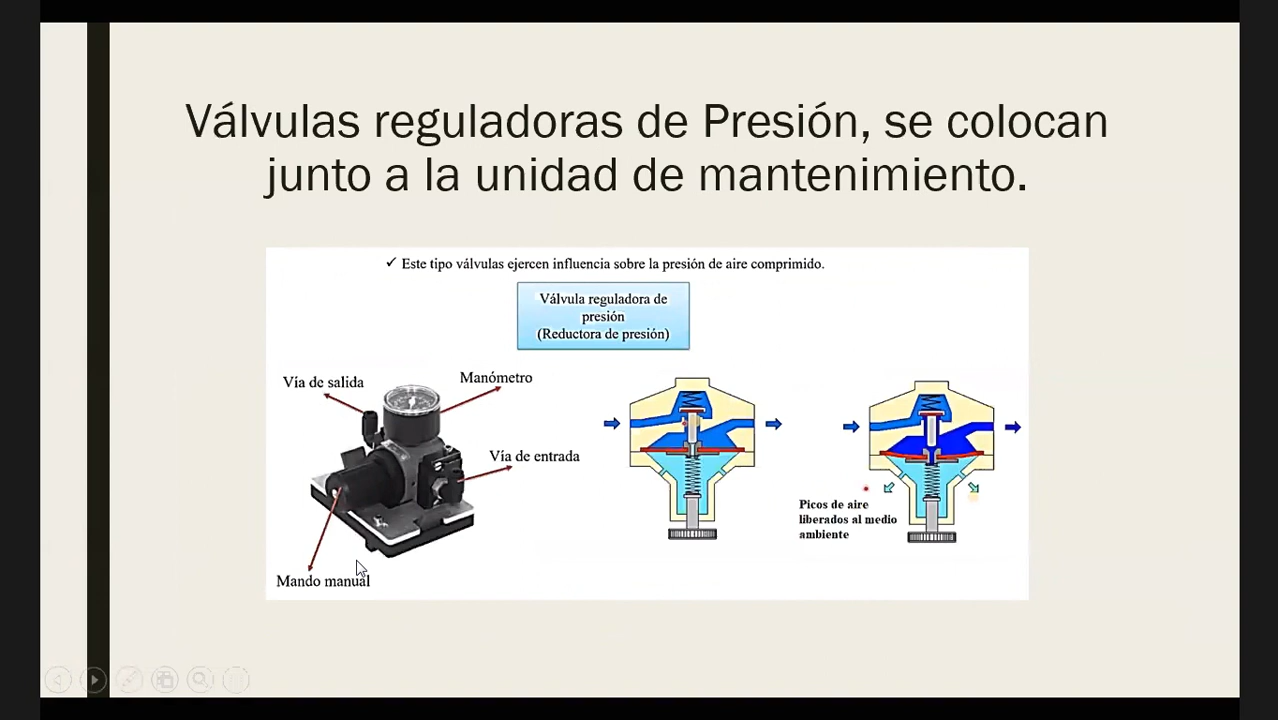 Válvulas reguladoras de Presión, se colocan
junto a la unidad de mantenimiento.
✓ Este tipo válvulas ejercen influencia sobre la presión de aire comprimido.
Válvula reguladora de
presión
(Reductora de presión)
Vía de salida
Manómetro
Vía de entrada
Mando manual
Picos de aire
liberados al medio
ambiente